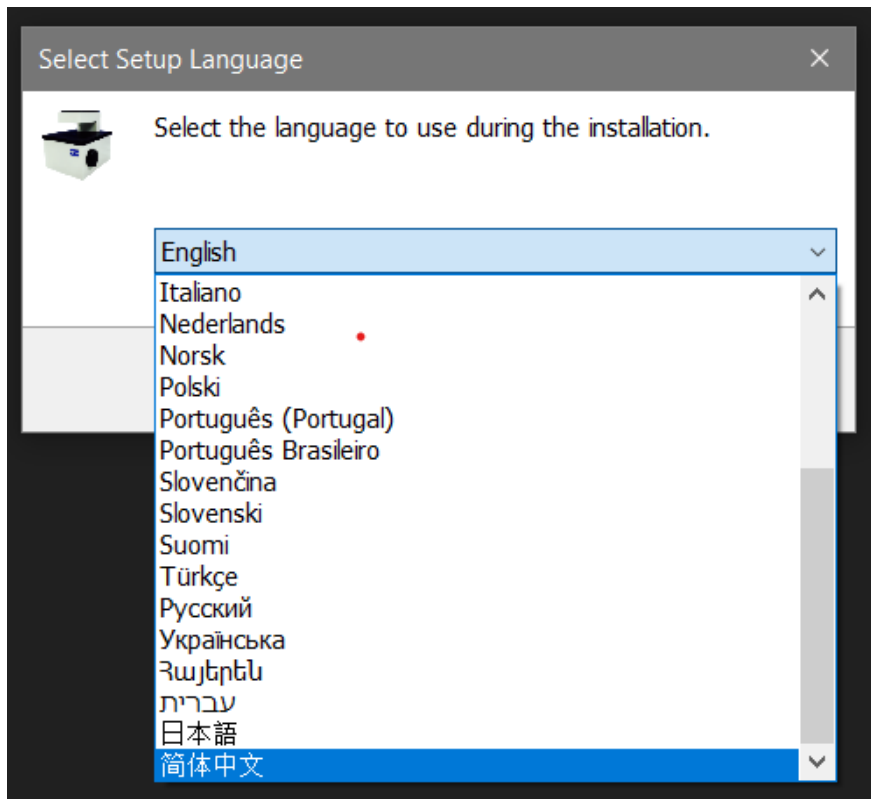 Select Setup Language
Select the language to use during the installation.
English
Italiano
Nederlands
Norsk
Polski
Português (Portugal)
Português Brasileiro
Slovenčina
Slovenski
Suomi
Türkçe
Русский
Українська
Հայերեն
עברית
日本語
简体中文